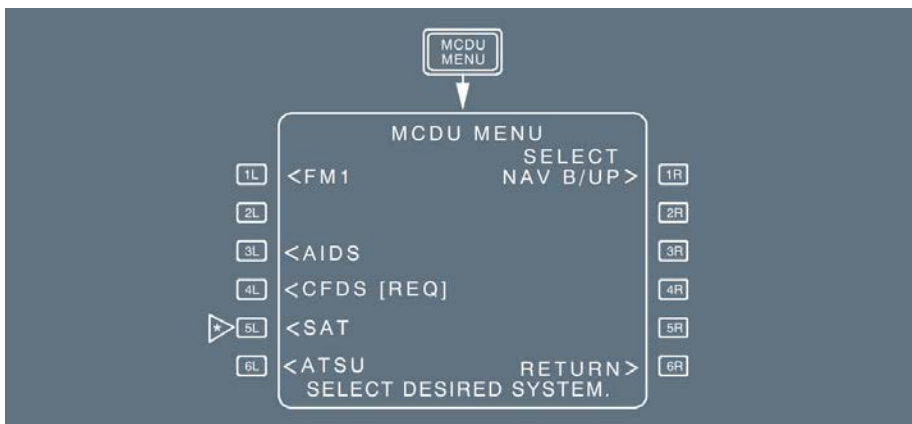 MCDU
MENU
MCDU MENU
SELECT
1L <FM1 NAV B/UP> 1R
2L 2R
3L <AIDS 3R
4L <CFDS [REQ] 4R
5L <SAT 5R
6L <ATSU RETURN> 6R
SELECT DESIRED SYSTEM.